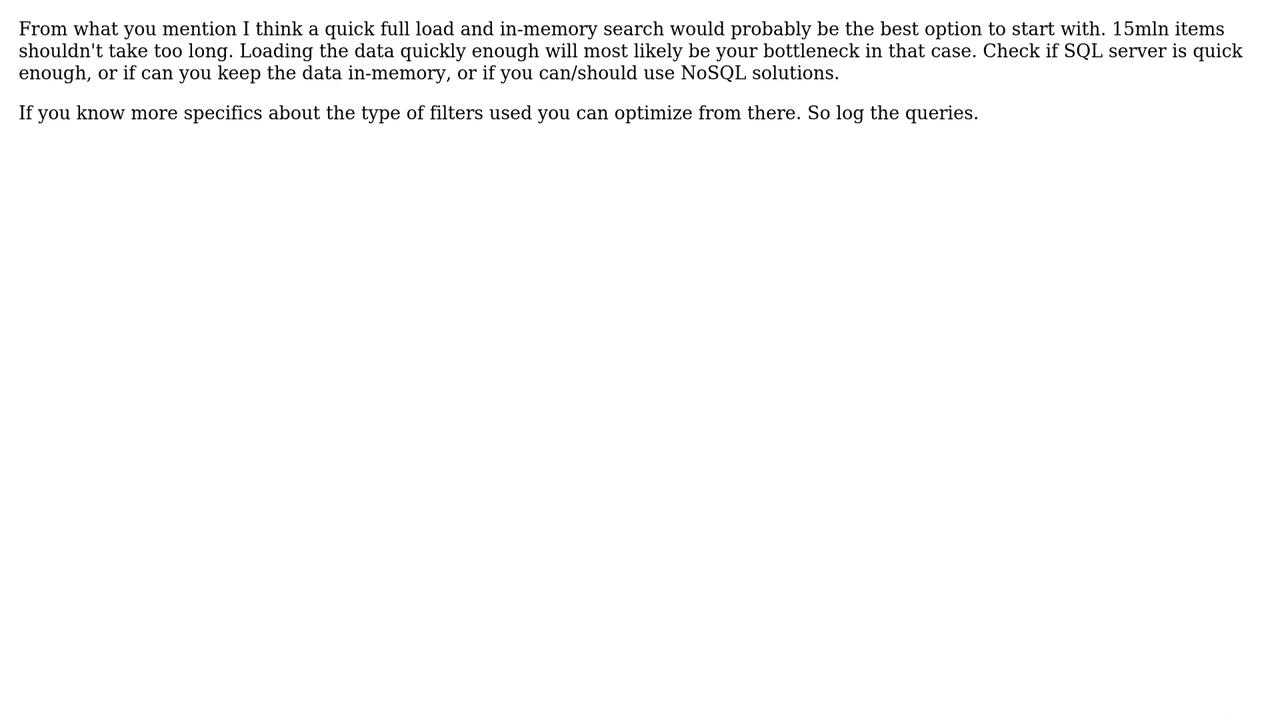 From what you mention I think a quick full load and in-memory search would probably be the best option to start with. 15mln items
shouldn't take too long. Loading the data quickly enough will most likely be your bottleneck in that case. Check if SQL server is quick
enough, or if can you keep the data in-memory, or if you can/should use NoSQL solutions.
If you know more specifics about the type of filters used you can optimize from there. So log the queries.